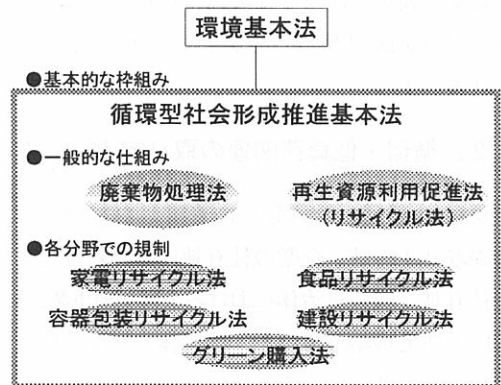 環境基本法
●基本的な枠組み
循環型社会形成推進基本法
●一般的な仕組み
廃棄物処理法
再生資源利用促進法
(リサイクル法)
●各分野での規制
家電リサイクル法
食品リサイクル法
容器包装リサイクル法
建設リサイクル法
グリーン購入法